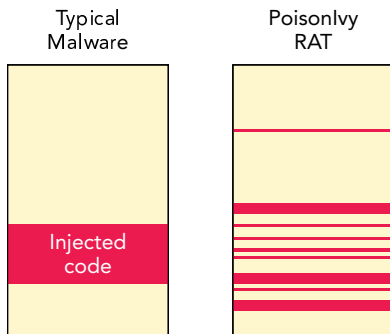 Typical
Malware
PoisonIvy
RAT
Injected
code